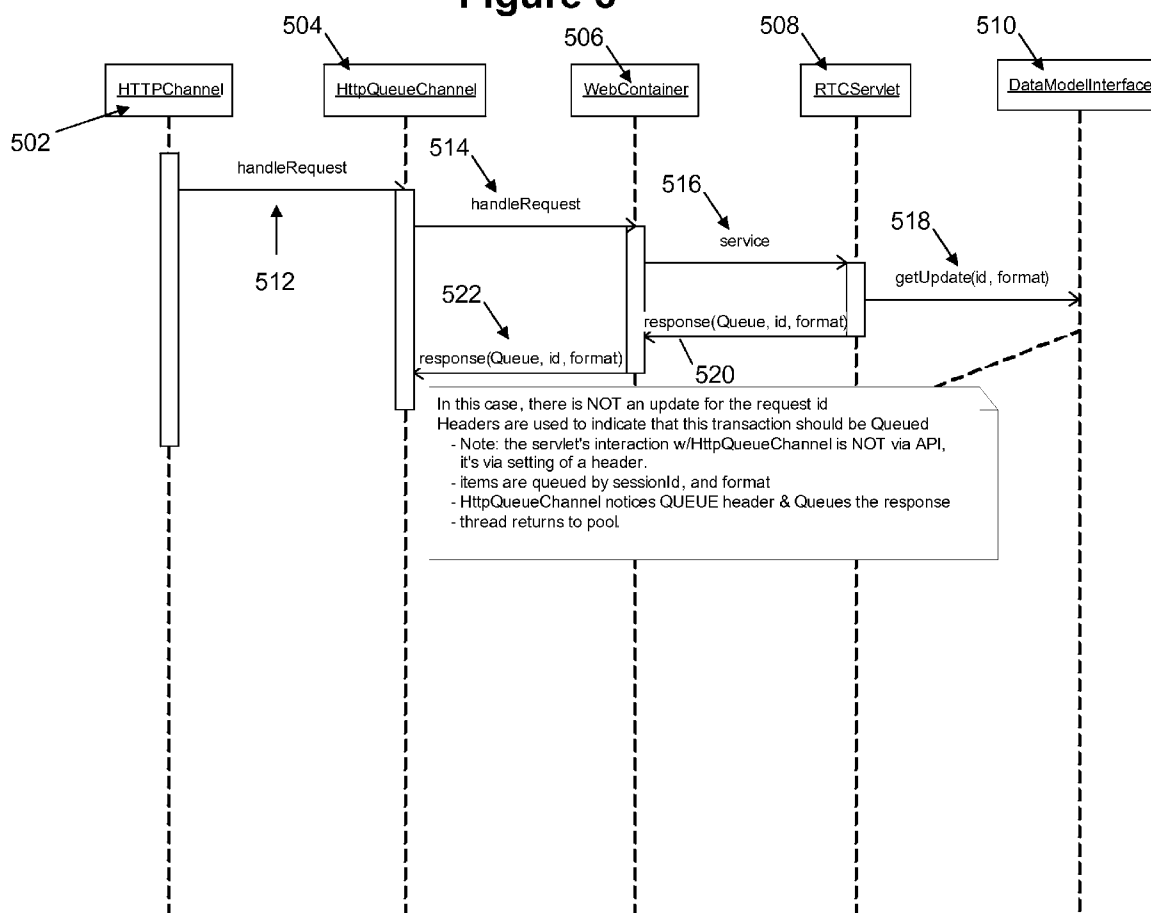 504
506
508
510
HTTPChannel
HttpQueueChannel
WebContainer
RTCServlet
DataModelInterface
502
handleRequest
514
handleRequest
516
service
518
getUpdate(id, format)
512
522
response(Queue, id, format)
response(Queue, id, format)
520
In this case, there is NOT an update for the request id
Headers are used to indicate that this transaction should be Queued
- Note: the servlet's interaction w/HttpQueueChannel is NOT via API,
it's via setting of a header.
- items are queued by sessionId, and format
- HttpQueueChannel notices QUEUE header & Queues the response
- thread returns to pool.